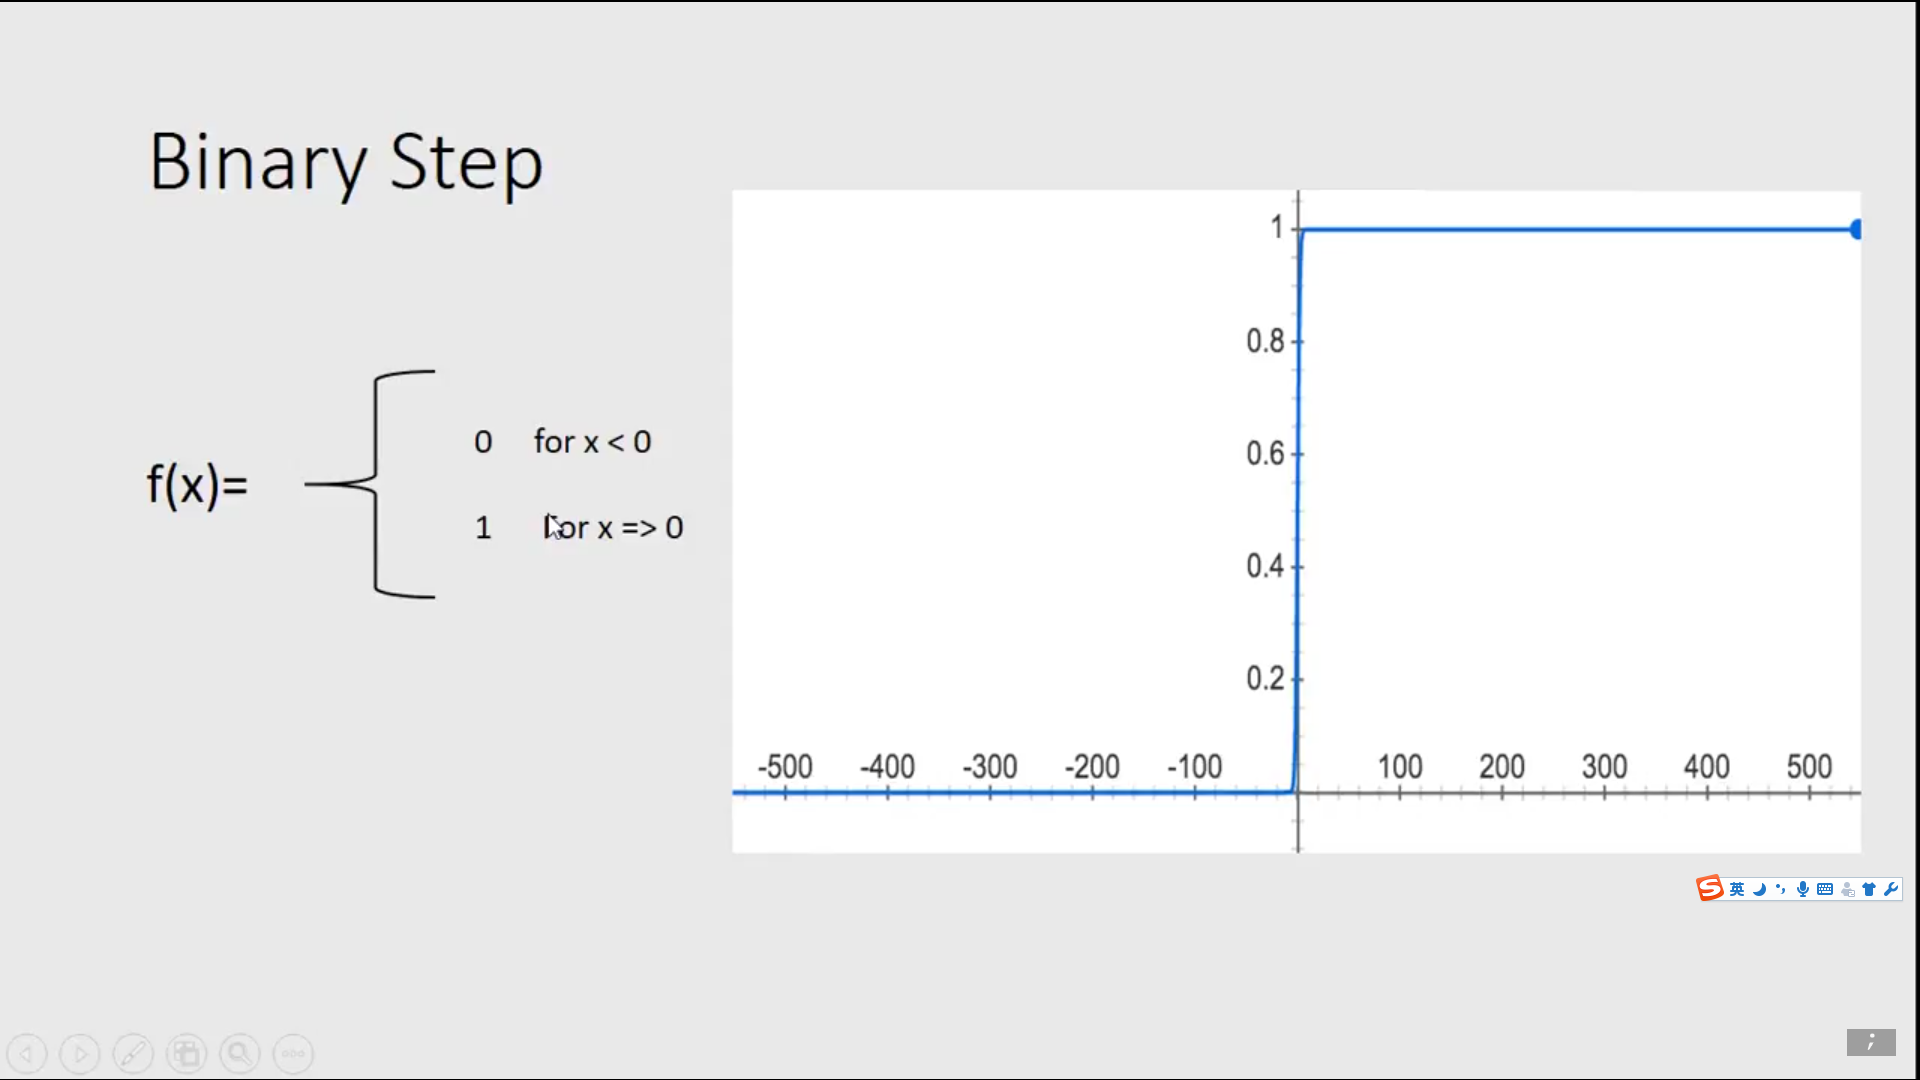 Binary Step
f(x)=
0 for x < 0
1 for x => 0
1
0.8
0.6
0.4
0.2
-500 -400 -300 -200 -100 100 200 300 400 500
S 英
;